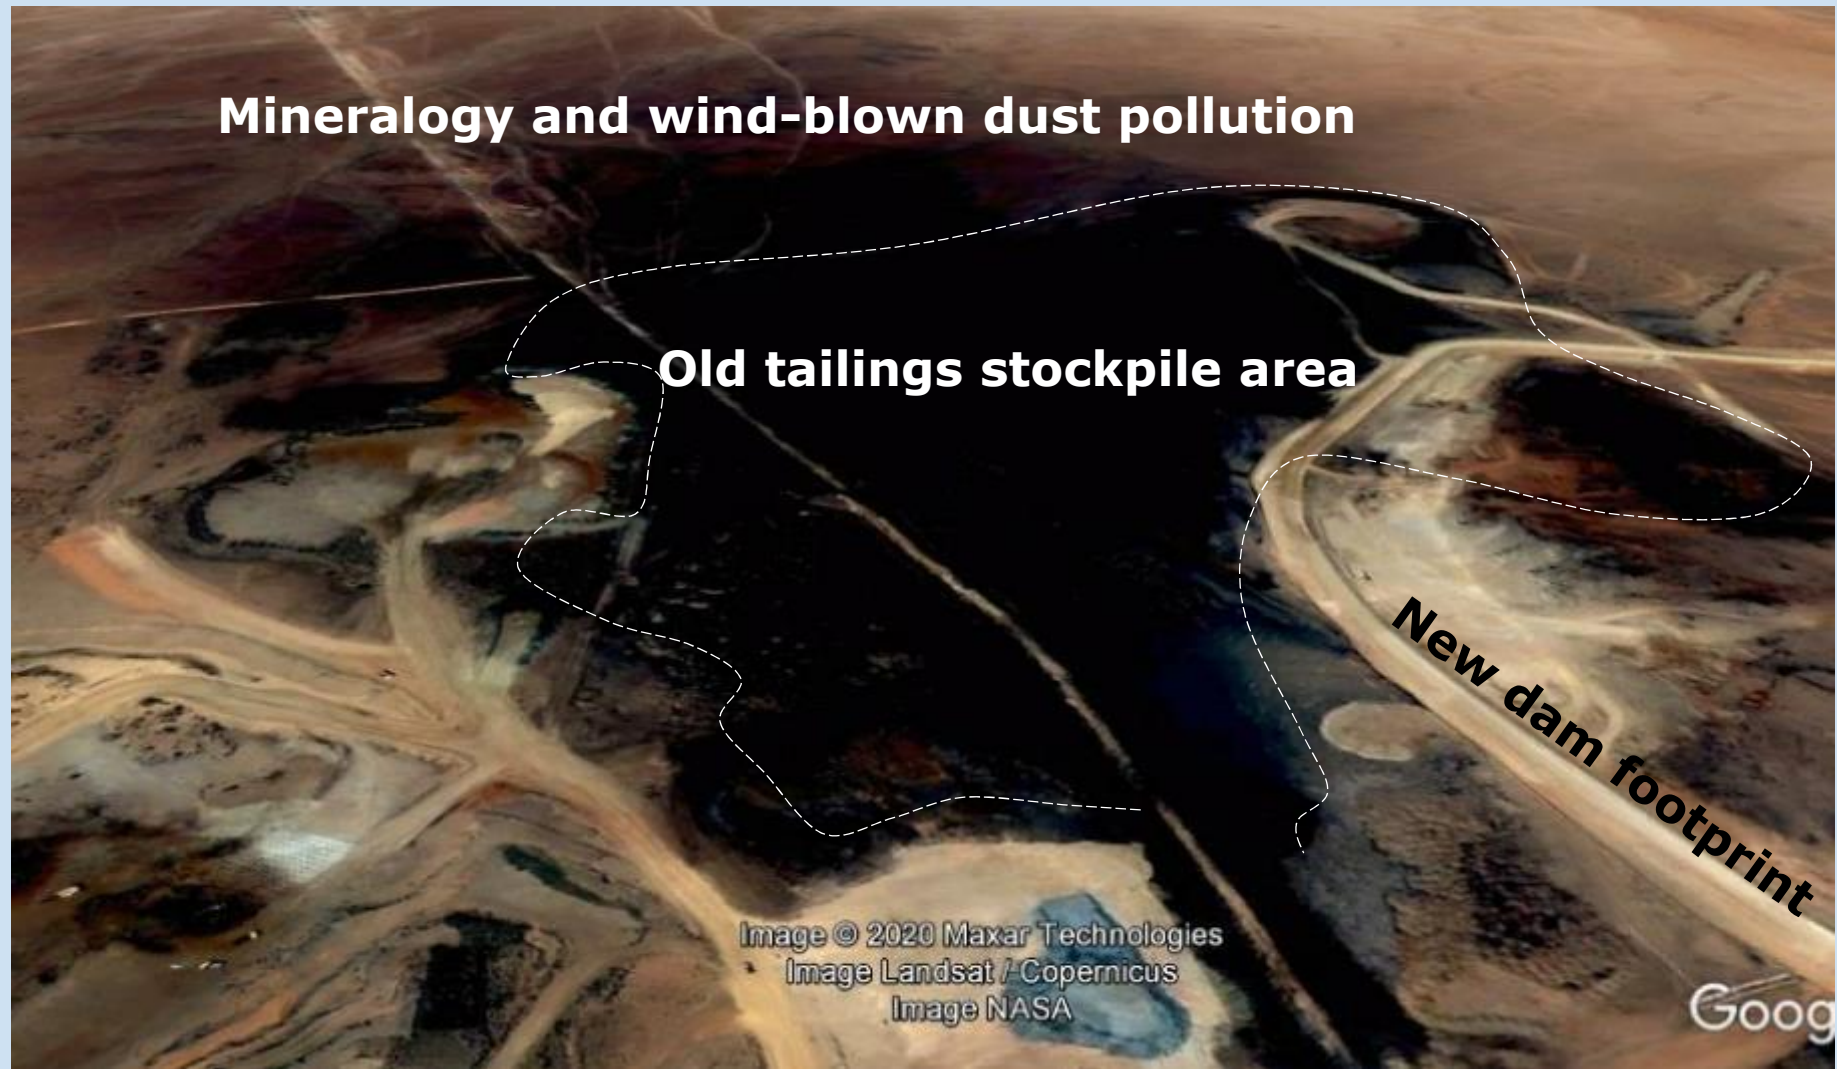 Mineralogy and wind-blown dust pollution
Old tailings stockpile area
New dam footprint
Image © 2020 Maxar Technologies
Image Landsat / Copernicus
Image NASA
Goog